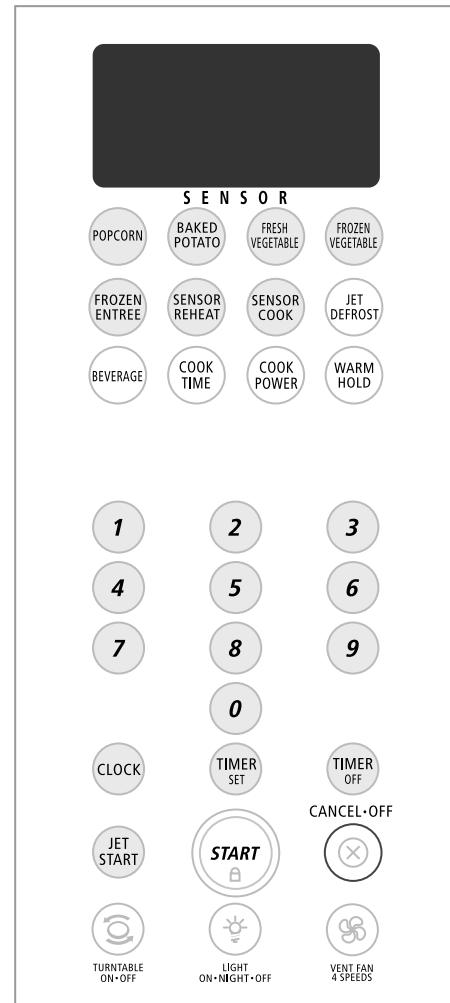 SENSOR
POPCORN
BAKED
POTATO
FRESH
VEGETABLE
FROZEN
VEGETABLE
FROZEN
ENTREE
SENSOR
REHEAT
SENSOR
COOK
JET
DEFROST
BEVERAGE
COOK
TIME
COOK
POWER
WARM
HOLD
1
2
3
4
5
6
7
8
9
0
CLOCK
TIMER
SET
TIMER
OFF
CANCEL•OFF
JET
START
START
TURNTABLE
ON•OFF
LIGHT
ON•NIGHT•OFF
VENT FAN
4 SPEEDS